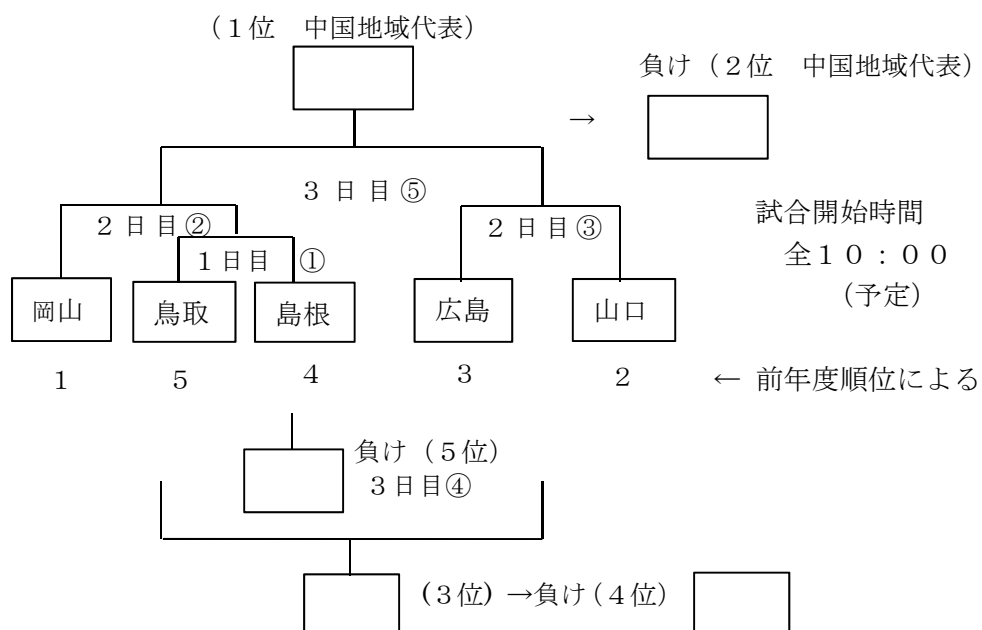 (１位　中国地域代表)
負け（２位　中国地域代表）
→
３日目⑤
２日目②
２日目③
試合開始時間
１日目　①
全１０：００
（予定）
岡山　鳥取　島根　広島　山口
１　５　４　３　２　← 前年度順位による
負け（５位）
３日目④
(３位) →負け(４位)